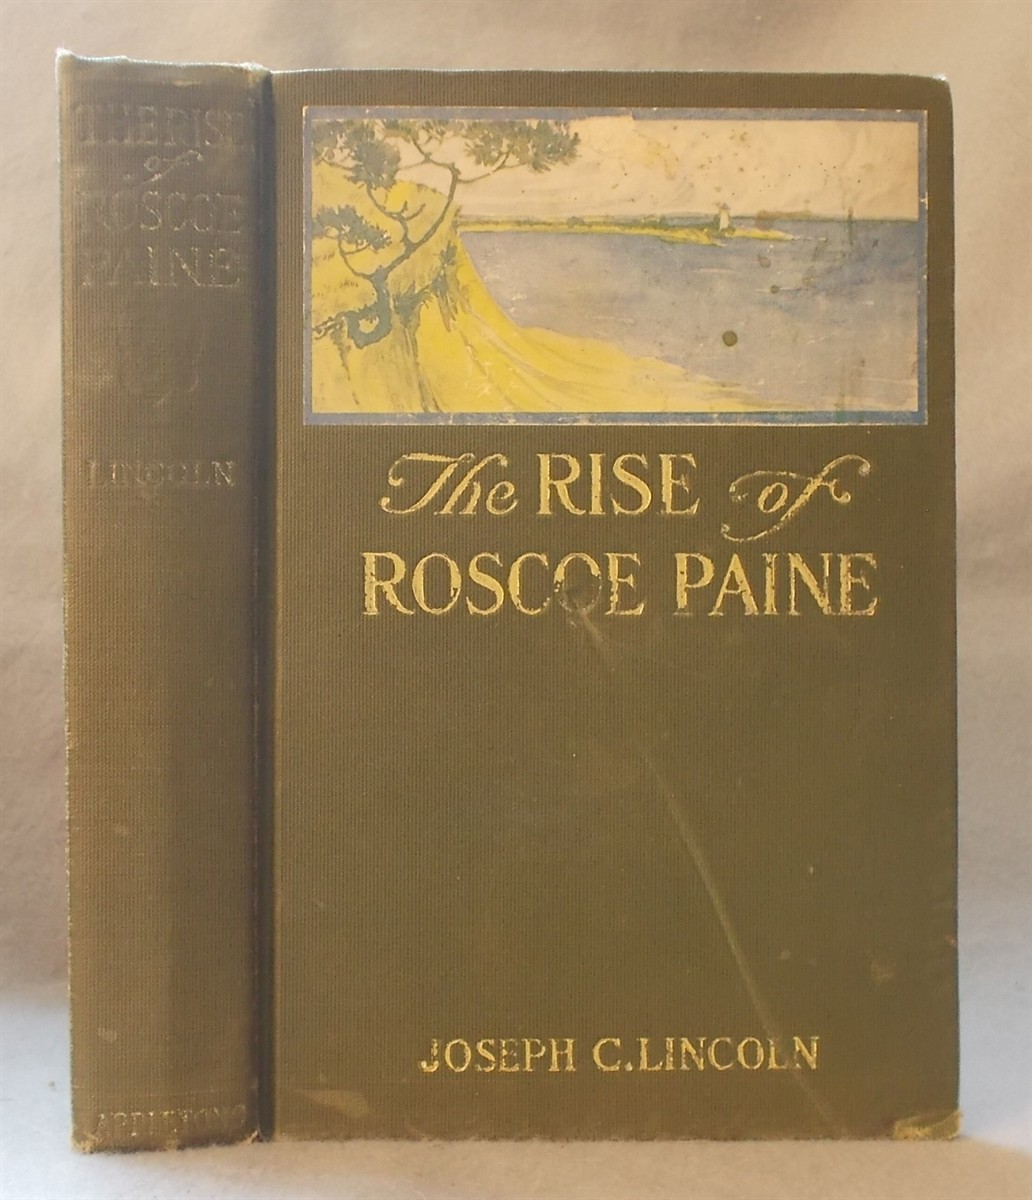 THE RISE
of
ROSCOE
PAINE
LINCOLN
APPLETONS
The RISE of
ROSCOE PAINE
JOSEPH C. LINCOLN